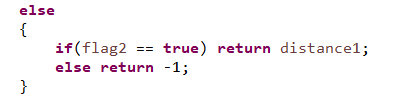 else
{
    if(flag2 == true) return distance1;
    else return -1;
}